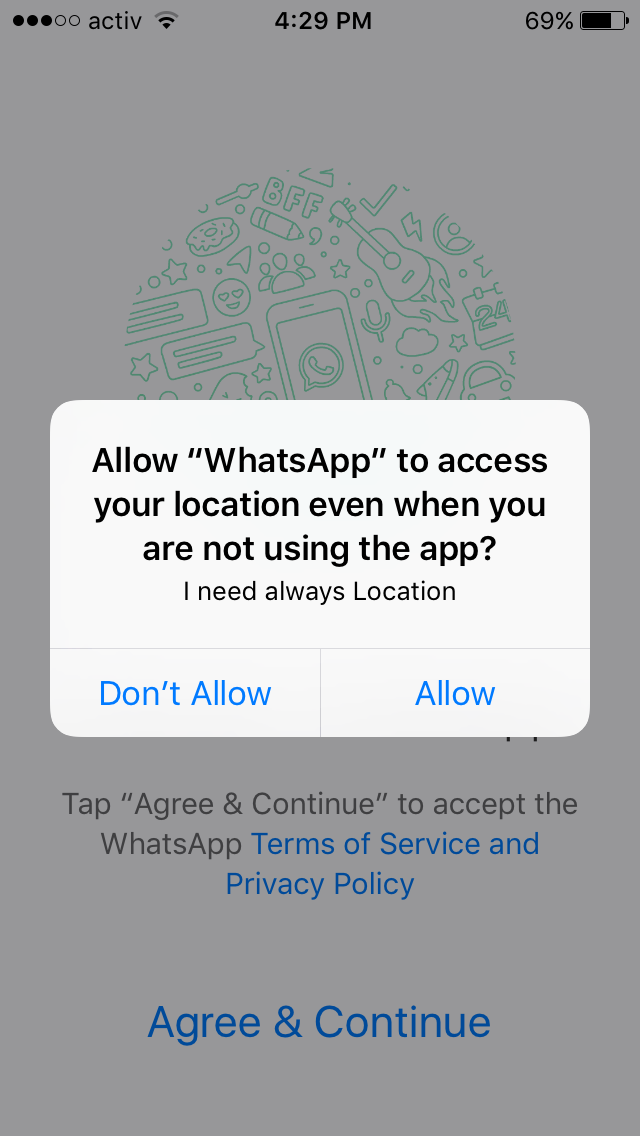 activ 4:29 PM 69%
BFF
24
Allow “WhatsApp” to access
your location even when you
are not using the app?
I need always Location
Don’t Allow Allow
Tap “Agree & Continue” to accept the
WhatsApp Terms of Service and
Privacy Policy
Agree & Continue